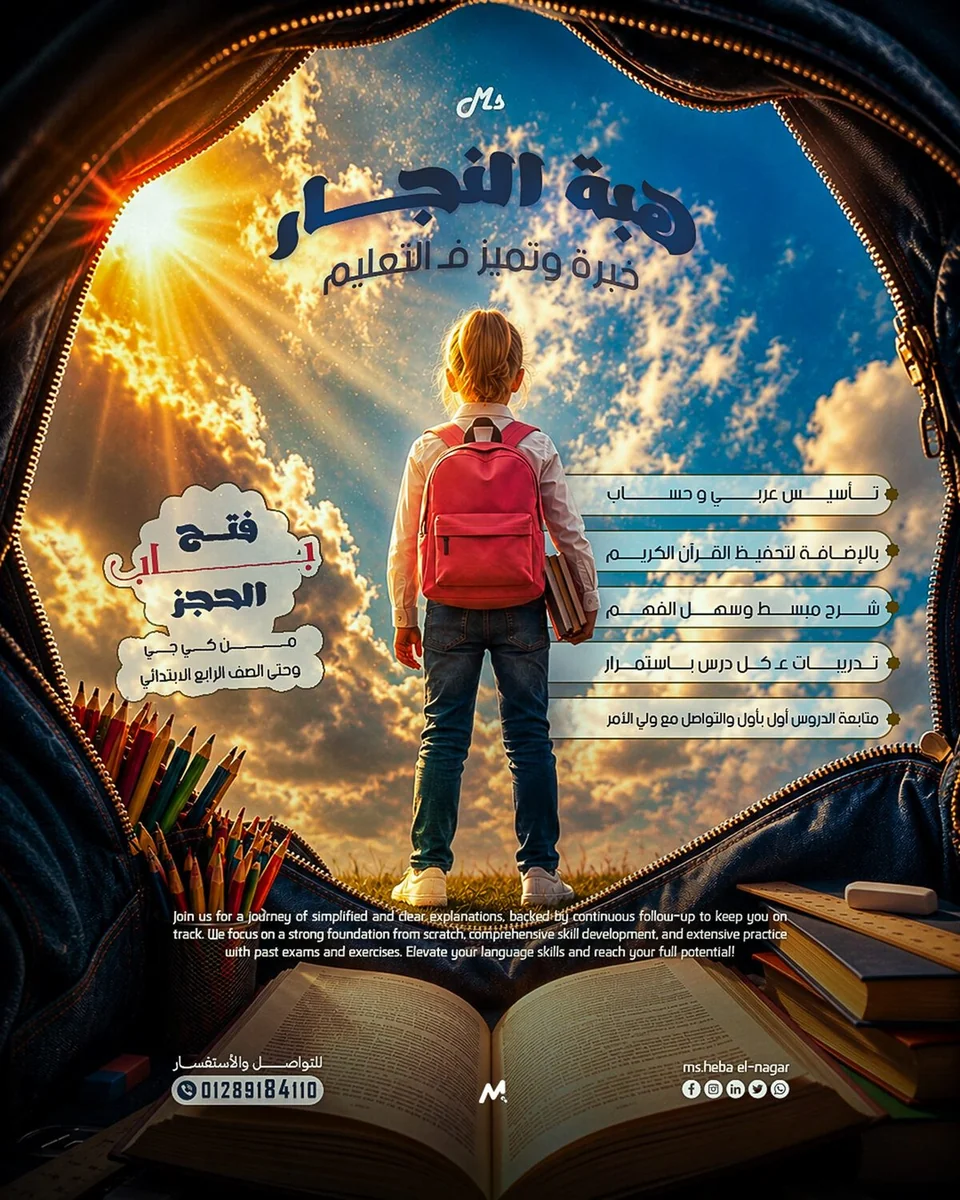 Ms
هبة النجار
خبرة وتميز فـ التعليم
تأسيس عربي و حساب
بالإضافة لتحفيظ القرآن الكريم
شرح مبسط وسهل الفهم
تدريبات عـ كل درس باستمرار
متابعة الدروس أول بأول والتواصل مع ولي الأمر
فتح
باب
الحجز
من كي جي
وحتى الصف الرابع الابتدائي
Join us for a journey of simplified and clear explanations, backed by continuous follow-up to keep you on
track. We focus on a strong foundation from scratch, comprehensive skill development, and extensive practice
with past exams and exercises. Elevate your language skills and reach your full potential!
للتواصل والأستفسار
01289184110
ms.heba el-nagar